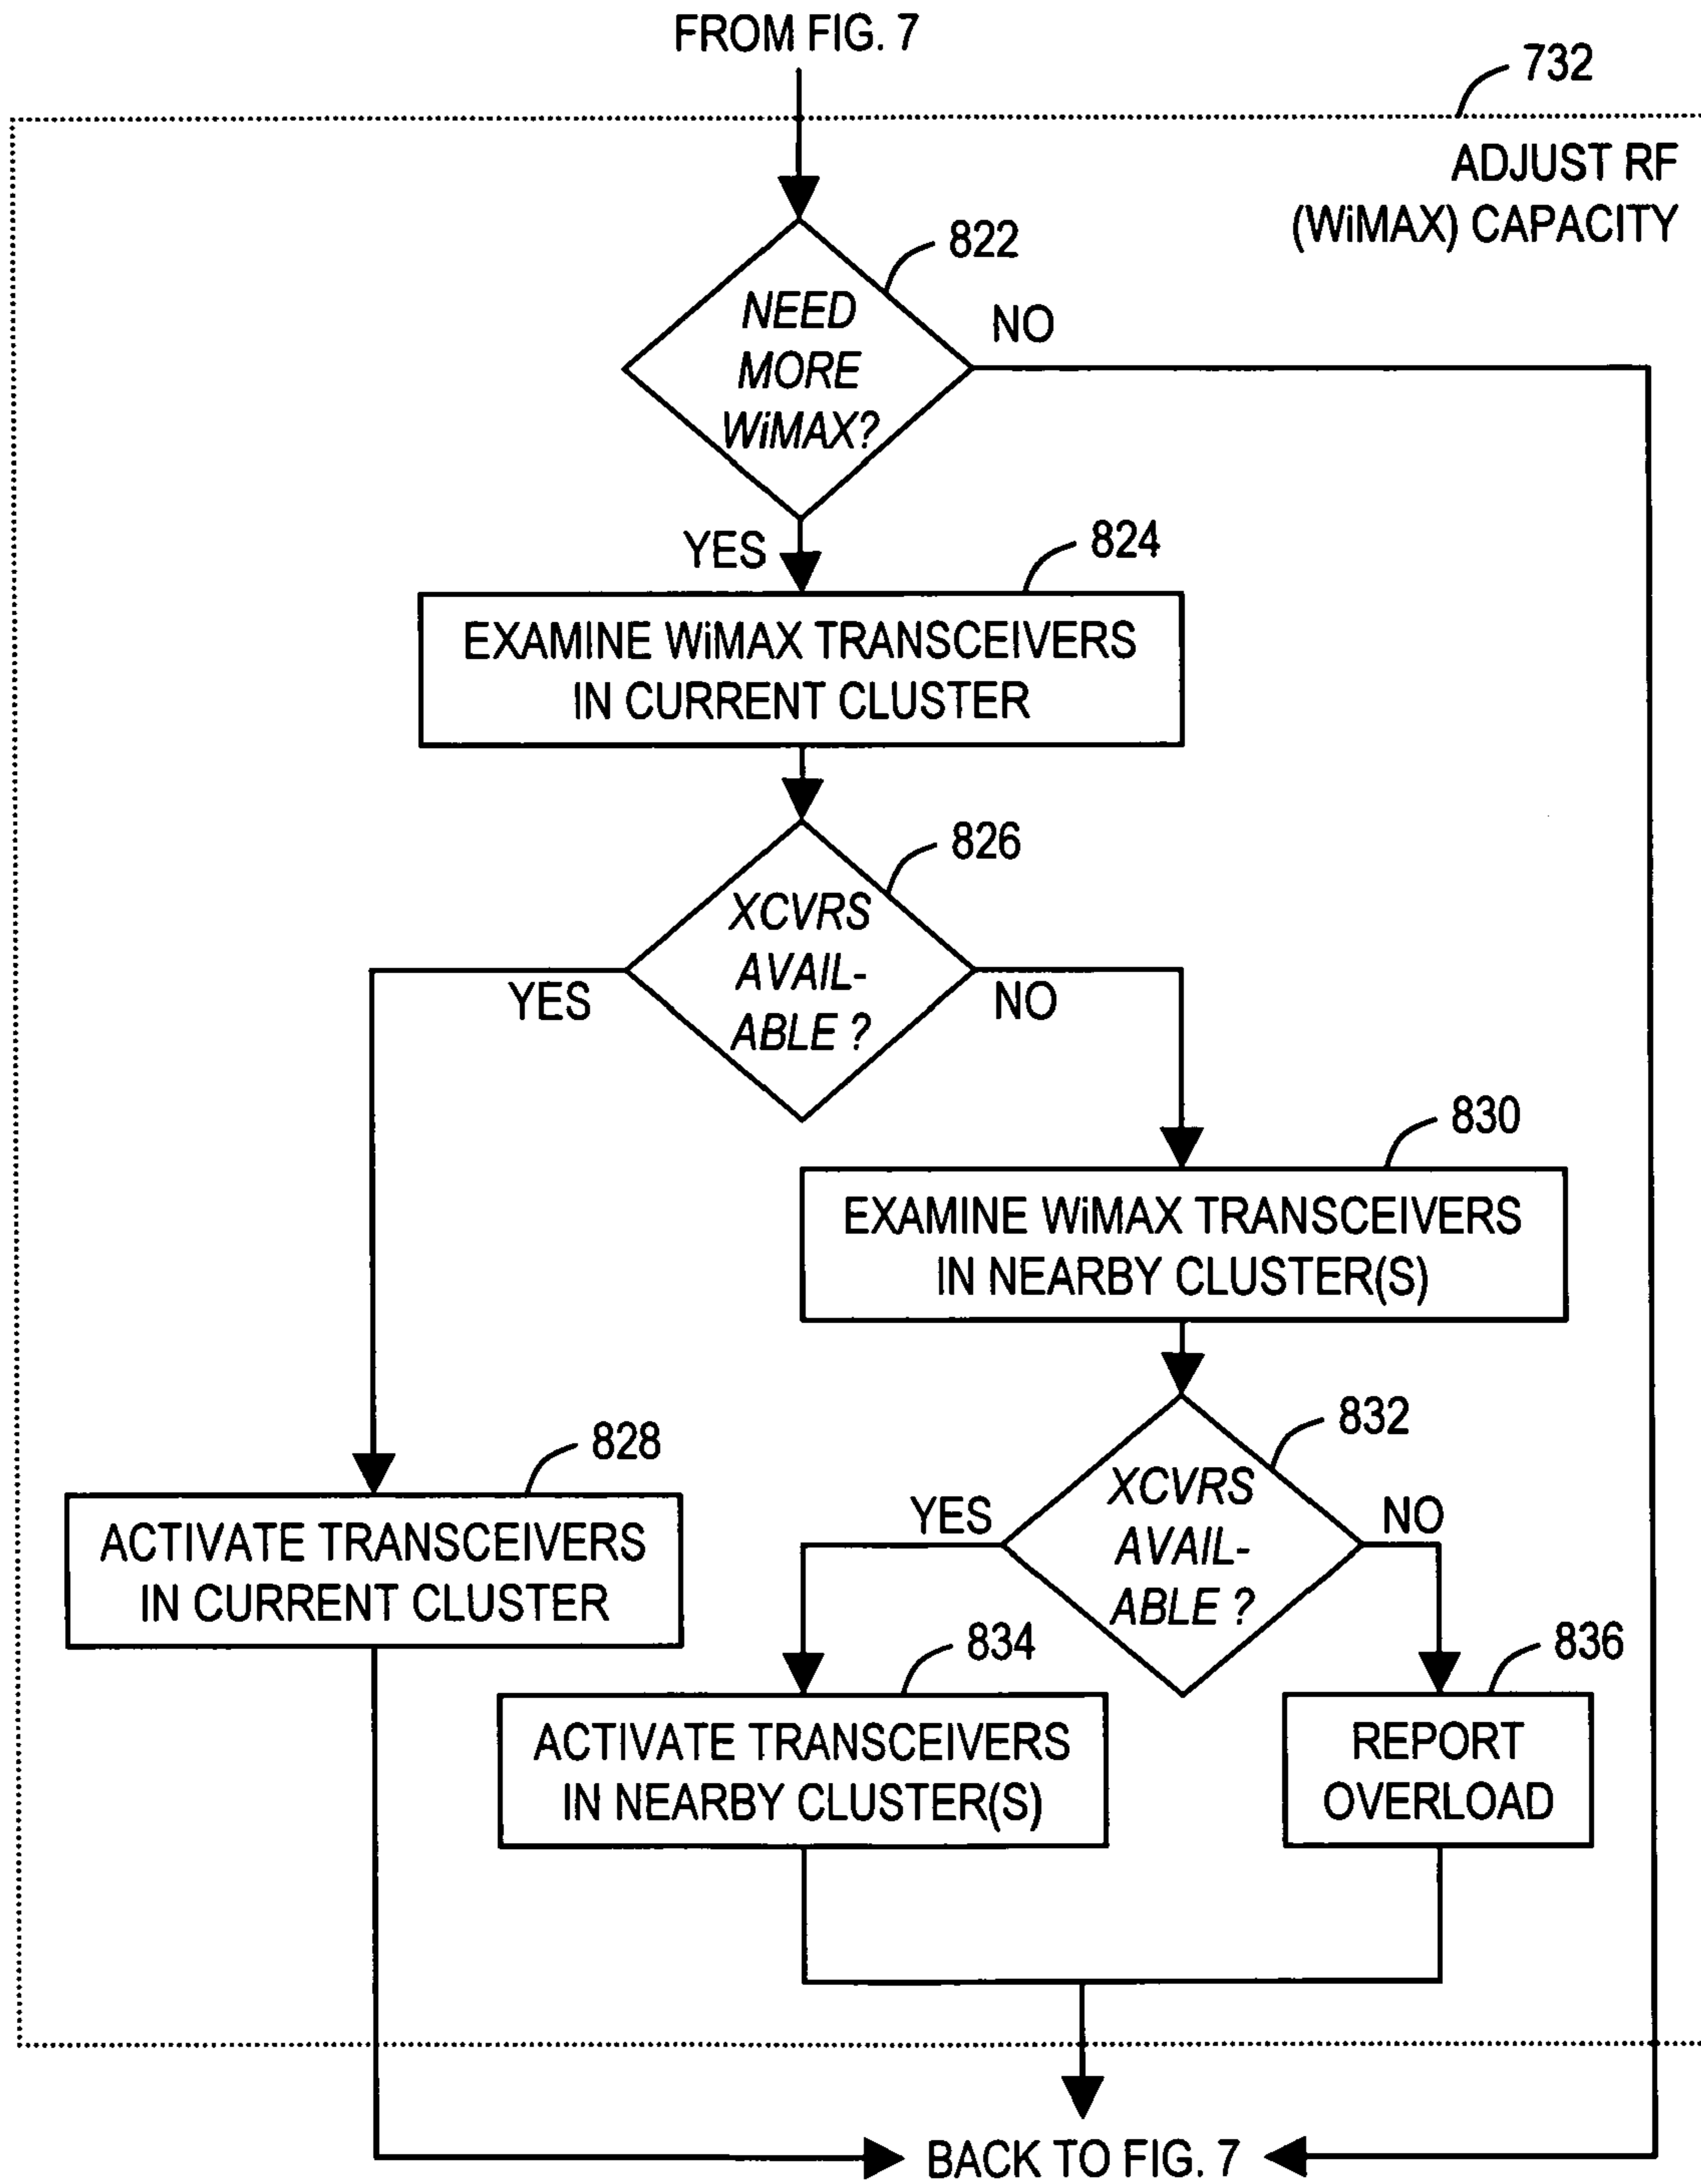 FROM FIG. 7
732
ADJUST RF
(WiMAX) CAPACITY
822
NEED
MORE
WiMAX?
NO
YES
824
EXAMINE WiMAX TRANSCEIVERS
IN CURRENT CLUSTER
826
XCVRS
AVAIL-
ABLE ?
YES
NO
830
EXAMINE WiMAX TRANSCEIVERS
IN NEARBY CLUSTER(S)
828
ACTIVATE TRANSCEIVERS
IN CURRENT CLUSTER
832
XCVRS
AVAIL-
ABLE ?
YES
NO
834
ACTIVATE TRANSCEIVERS
IN NEARBY CLUSTER(S)
836
REPORT
OVERLOAD
BACK TO FIG. 7